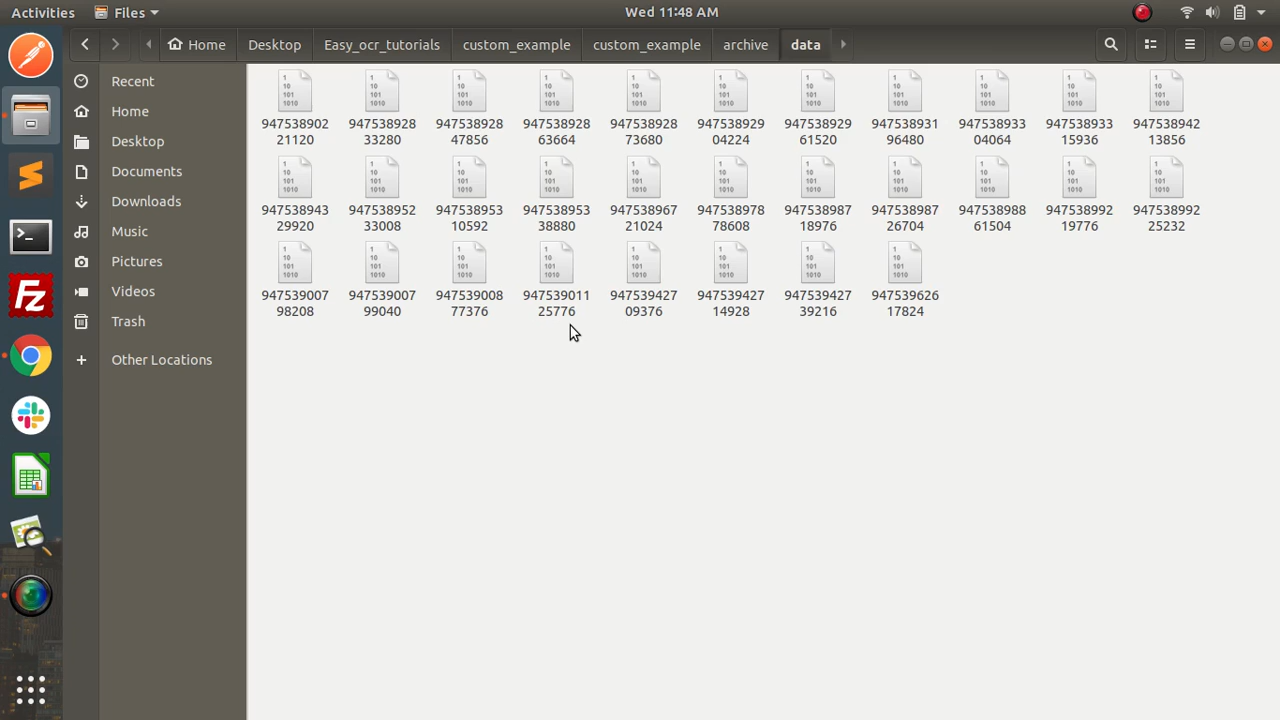 Activities Files Wed 11:48 AM
Home Desktop Easy_ocr_tutorials custom_example custom_example archive data
Recent
Home
Desktop
Documents
Downloads
Music
Pictures
Videos
Trash
+ Other Locations
947538902 947538928 947538928 947538928 947538928 947538929 947538929 947538931 947538933 947538933 947538942
21120 33280 47856 63664 73680 04224 61520 96480 04064 15936 13856
947538943 947538952 947538953 947538953 947538967 947538978 947538987 947538987 947538988 947538992 947538992
29920 33008 10592 38880 21024 78608 18976 26704 61504 19776 25232
947539007 947539007 947539008 947539011 947539427 947539427 947539427 947539626
98208 99040 77376 25776 09376 14928 39216 17824